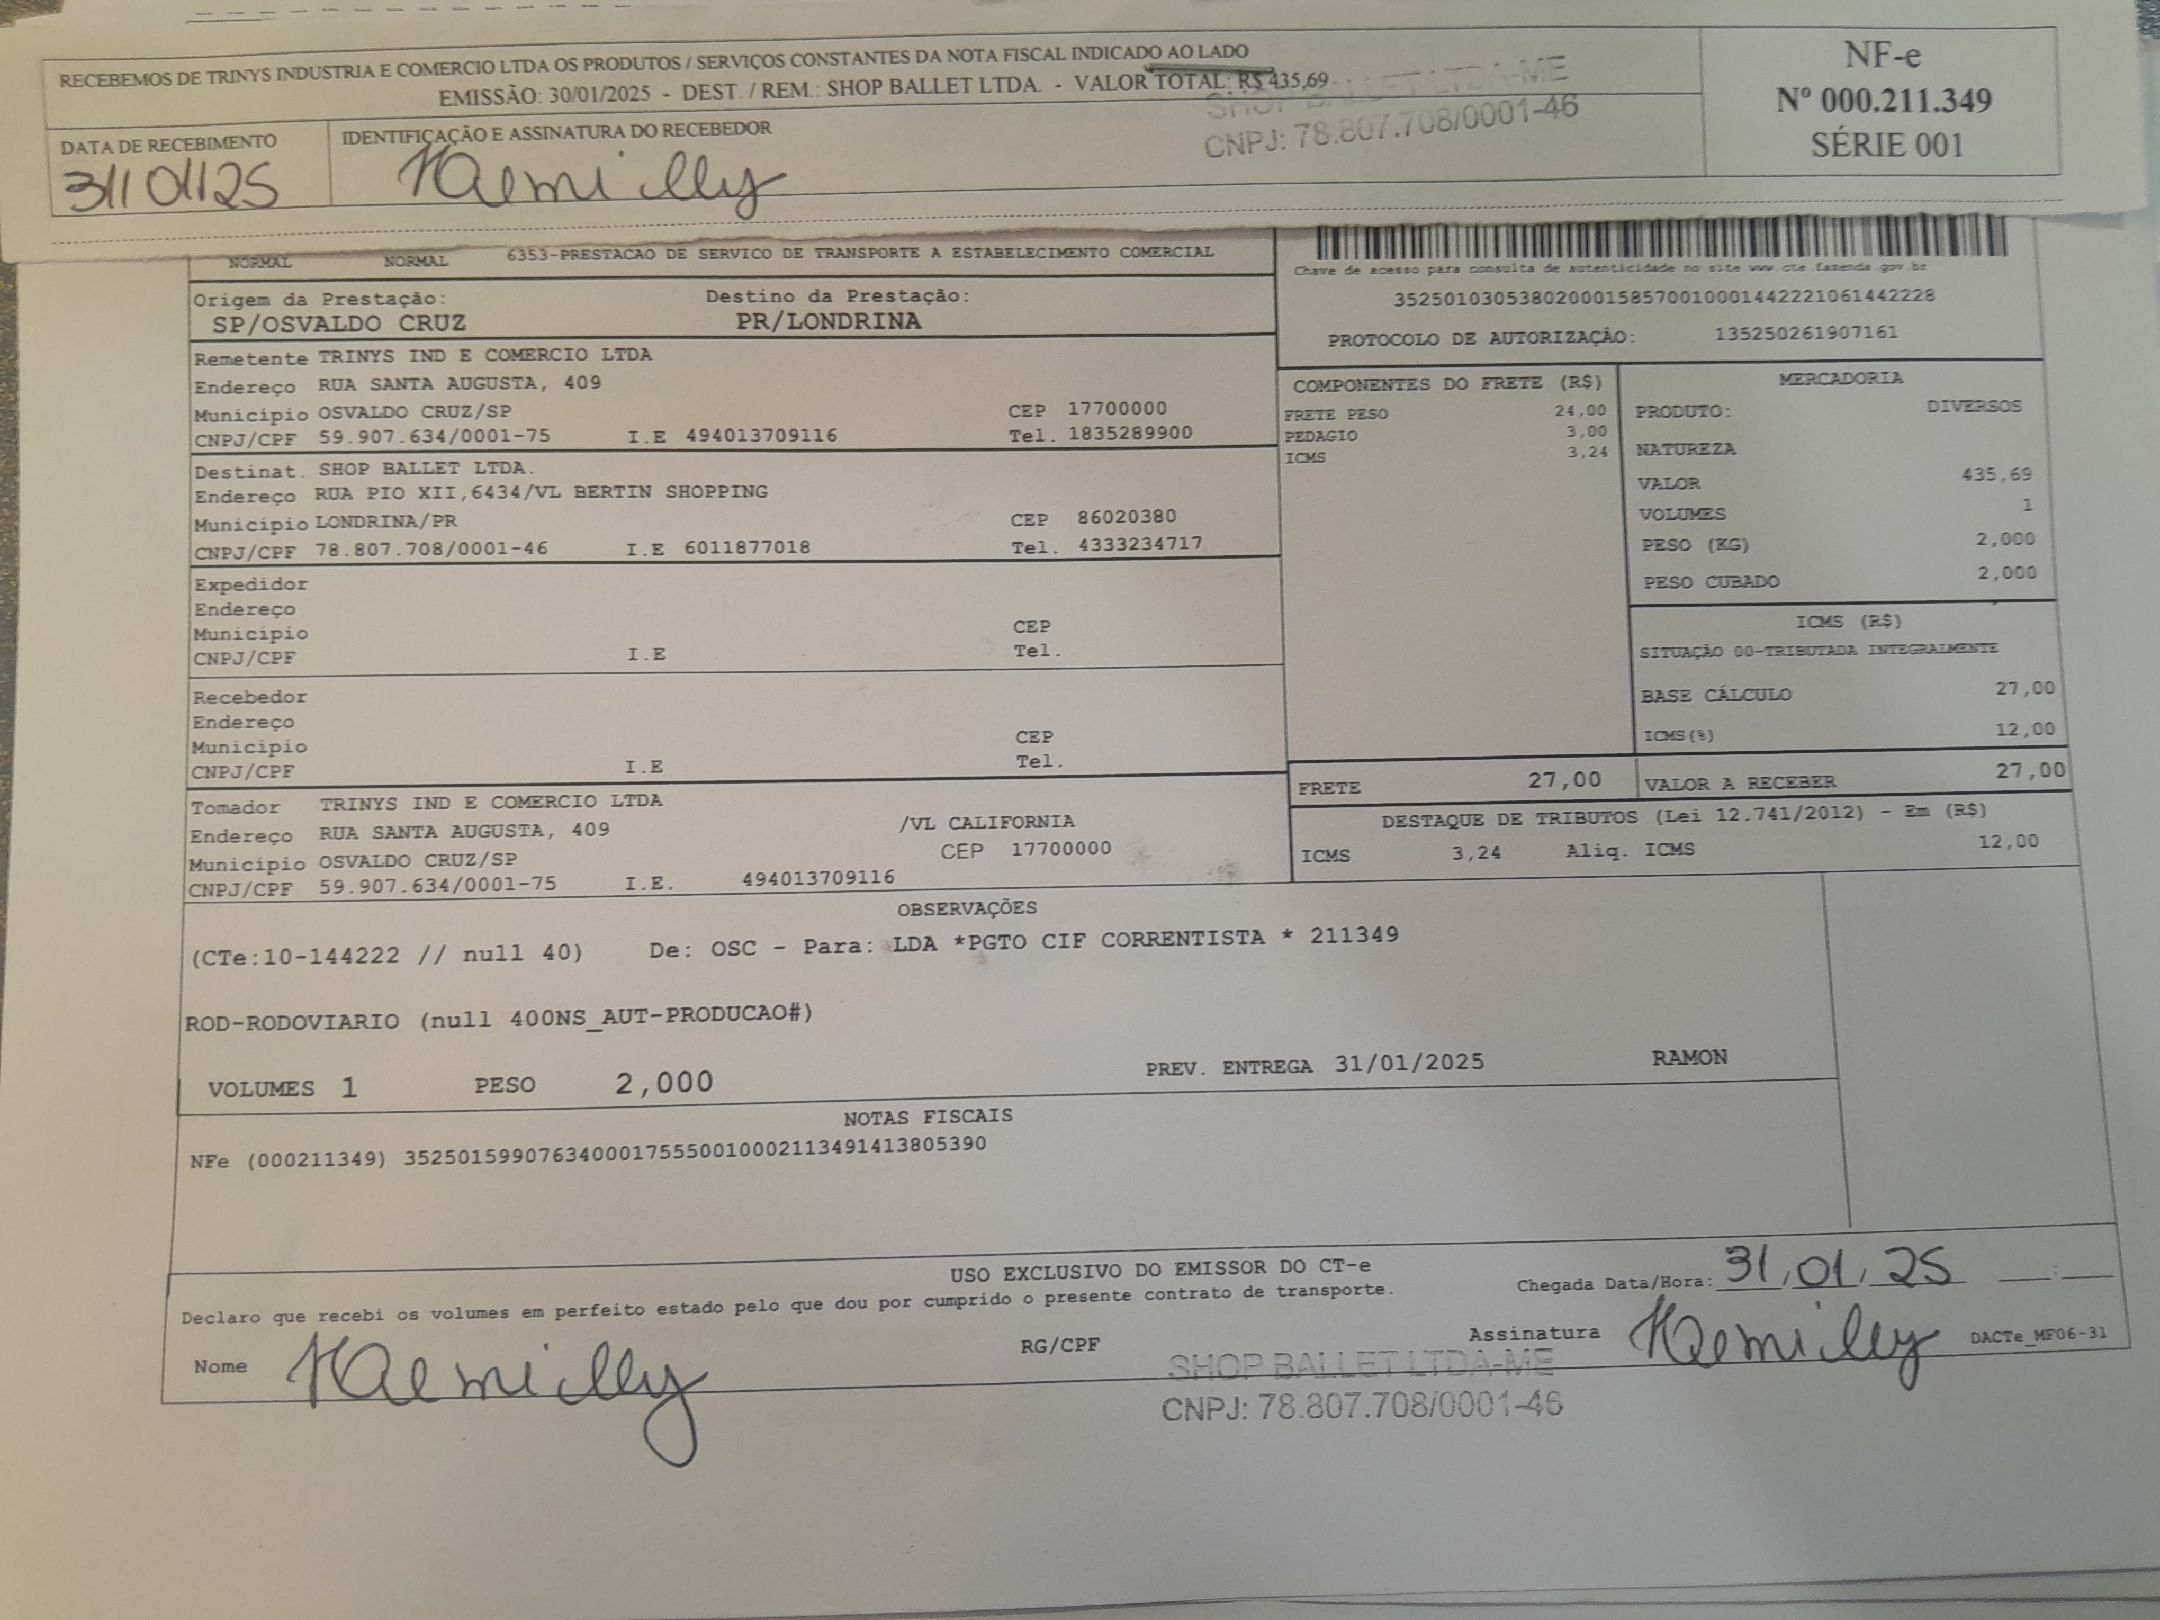 RECEBEMOS DE TRINYS INDUSTRIA E COMERCIO LTDA OS PRODUTOS / SERVIÇOS CONSTANTES DA NOTA FISCAL INDICADO AO LADO
EMISSÃO: 30/01/2025 - DEST. / REM.: SHOP BALLET LTDA. - VALOR TOTAL: R$ 435,69
SHOP BALLET LTDA-ME
CNPJ: 78.807.708/0001-46
NF-e
Nº 000.211.349
SÉRIE 001
DATA DE RECEBIMENTO
31/01/25
IDENTIFICAÇÃO E ASSINATURA DO RECEBEDOR
Kaemilly
NORMAL NORMAL 6353-PRESTACAO DE SERVICO DE TRANSPORTE A ESTABELECIMENTO COMERCIAL
Chave de acesso para consulta de autenticidade no site www.cte.fazenda.gov.br
35250103053802000158570010001442221061442228
PROTOCOLO DE AUTORIZAÇÃO: 135250261907161
Origem da Prestação: Destino da Prestação:
SP/OSVALDO CRUZ PR/LONDRINA
Remetente TRINYS IND E COMERCIO LTDA
Endereço RUA SANTA AUGUSTA, 409
Município OSVALDO CRUZ/SP CEP 17700000
CNPJ/CPF 59.907.634/0001-75 I.E 494013709116 Tel. 1835289900
Destinat. SHOP BALLET LTDA.
Endereço RUA PIO XII,6434/VL BERTIN SHOPPING
Município LONDRINA/PR CEP 86020380
CNPJ/CPF 78.807.708/0001-46 I.E 6011877018 Tel. 4333234717
Expedidor
Endereço
Município CEP
CNPJ/CPF I.E Tel.
Recebedor
Endereço
Município CEP
CNPJ/CPF I.E Tel.
Tomador TRINYS IND E COMERCIO LTDA
Endereço RUA SANTA AUGUSTA, 409 /VL CALIFORNIA
Município OSVALDO CRUZ/SP CEP 17700000
CNPJ/CPF 59.907.634/0001-75 I.E. 494013709116
COMPONENTES DO FRETE (R$)
FRETE PESO 24,00
PEDAGIO 3,00
ICMS 3,24
MERCADORIA
PRODUTO: DIVERSOS
NATUREZA
VALOR 435,69
VOLUMES 1
PESO (KG) 2,000
PESO CUBADO 2,000
ICMS (R$)
SITUAÇÃO 00-TRIBUTADA INTEGRALMENTE
BASE CÁLCULO 27,00
ICMS(%) 12,00
FRETE 27,00 VALOR A RECEBER 27,00
DESTAQUE DE TRIBUTOS (Lei 12.741/2012) - Em (R$)
ICMS 3,24 Aliq. ICMS 12,00
OBSERVAÇÕES
(CTe:10-144222 // null 40) De: OSC - Para: LDA *PGTO CIF CORRENTISTA * 211349
ROD-RODOVIARIO (null 400NS_AUT-PRODUCAO#)
VOLUMES 1 PESO 2,000 PREV. ENTREGA 31/01/2025 RAMON
NOTAS FISCAIS
NFe (000211349) 35250159907634000175550010002113491413805390
USO EXCLUSIVO DO EMISSOR DO CT-e
Declaro que recebi os volumes em perfeito estado pelo que dou por cumprido o presente contrato de transporte.
Chegada Data/Hora: 31/01/25 __:__
Nome Kaemilly RG/CPF Assinatura Kaemilly DACTe_MF06-31
SHOP BALLET LTDA-ME
CNPJ: 78.807.708/0001-46